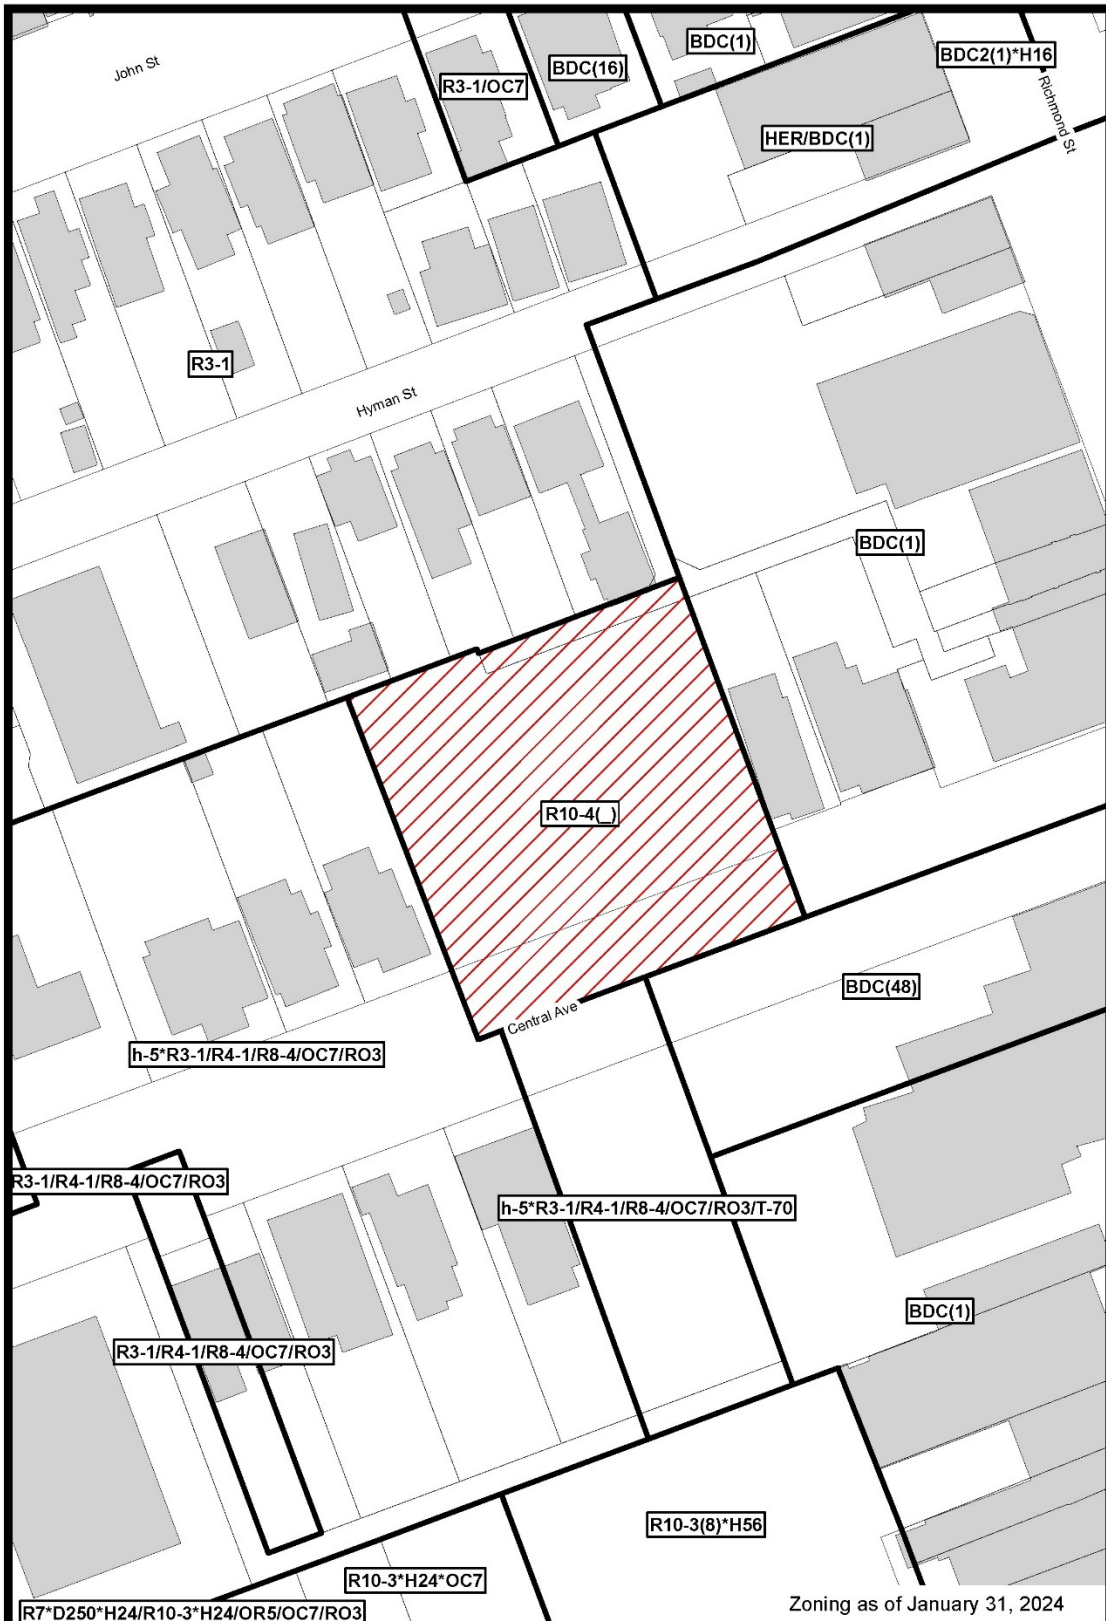 John St
R3-1/OC7
BDC(16)
BDC(1)
BDC2(1)*H16
Richmond St
HER/BDC(1)
R3-1
Hyman St
BDC(1)
R10-4(_)
BDC(48)
Central Ave
h-5*R3-1/R4-1/R8-4/OC7/RO3
R3-1/R4-1/R8-4/OC7/RO3
h-5*R3-1/R4-1/R8-4/OC7/RO3/T-70
BDC(1)
R3-1/R4-1/R8-4/OC7/RO3
R10-3(8)*H56
R10-3*H24*OC7
R7*D250*H24/R10-3*H24/OR5/OC7/RO3
Zoning as of January 31, 2024